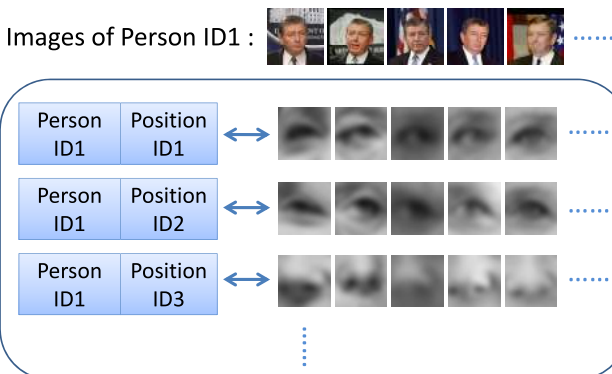 Images of Person ID1 :
Person Position
ID1 ID1
Person Position
ID1 ID2
Person Position
ID1 ID3